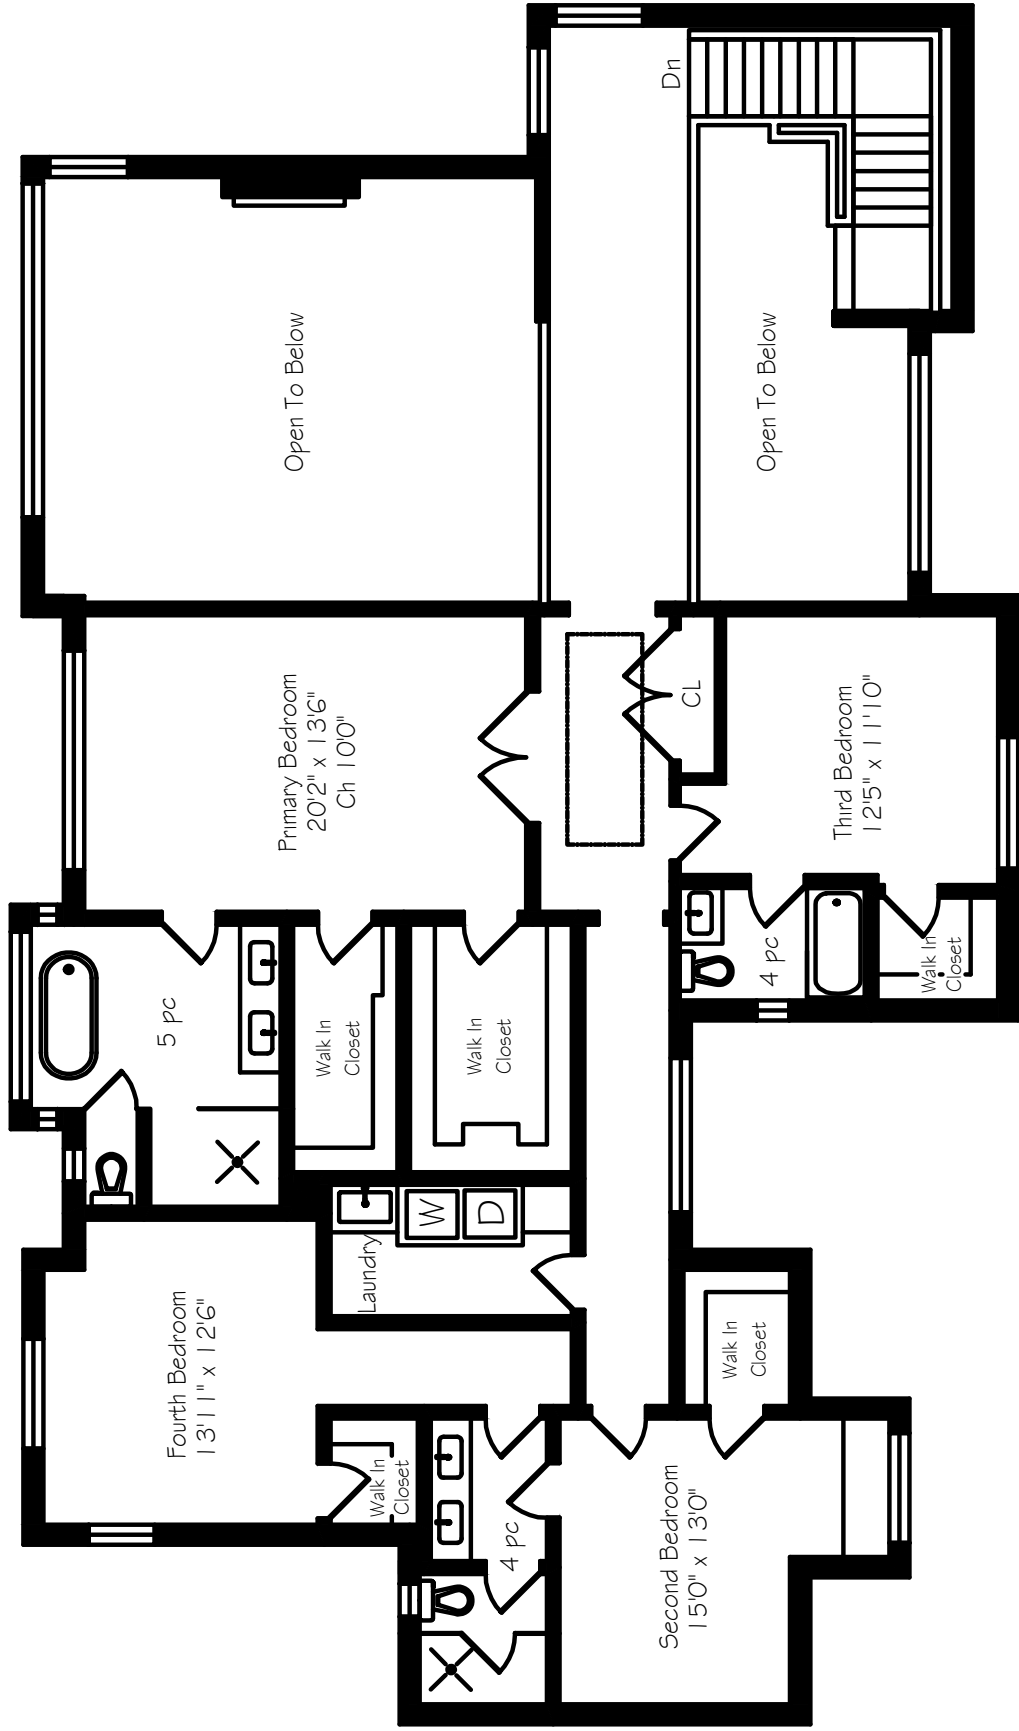 Dn
Open To Below
Open To Below
Primary Bedroom
20'2" x 13'6"
Ch 10'0"
CL
Third Bedroom
12'5" x 11'10"
5 pc
Walk In
Closet
Walk In
Closet
4 pc
Walk In
Closet
W
D
Laundry
Fourth Bedroom
13'11" x 12'6"
Walk In
Closet
Walk In
Closet
4 pc
Second Bedroom
15'0" x 13'0"